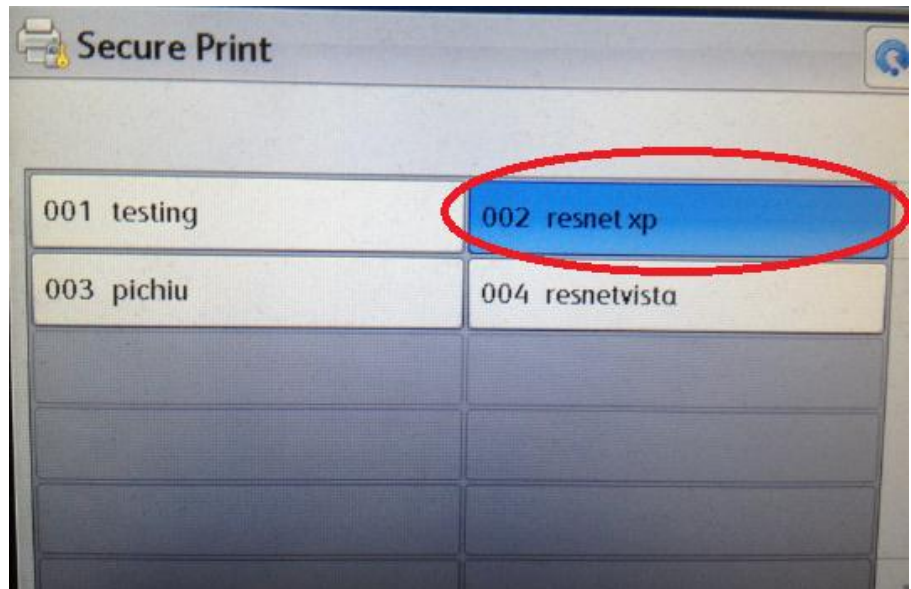 Secure Print
001 testing
002 resnet xp
003 pichiu
004 resnetvista